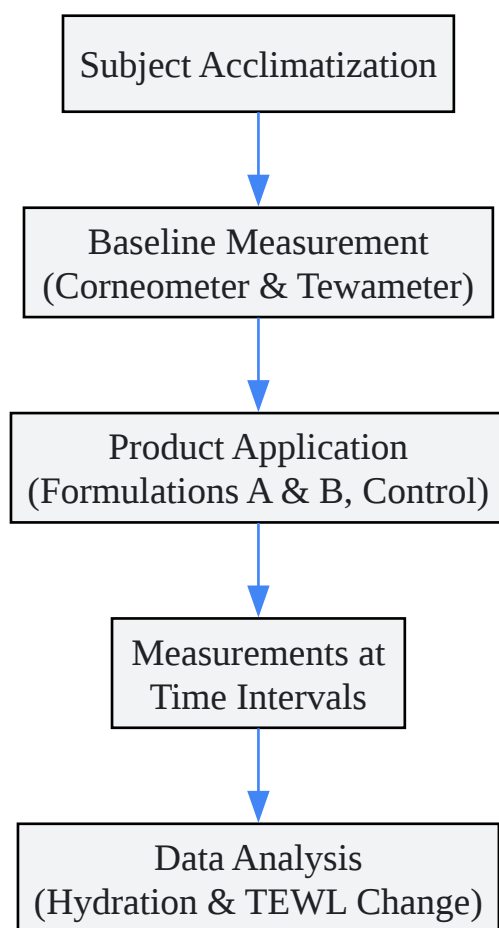 Subject Acclimatization
Baseline Measurement
(Corneometer & Tewameter)
Product Application
(Formulations A & B, Control)
Measurements at
Time Intervals
Data Analysis
(Hydration & TEWL Change)